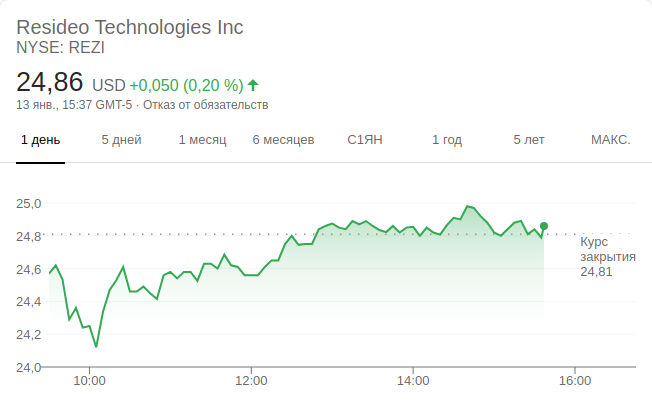 Resideo Technologies Inc
NYSE: REZI
24,86 USD +0,050 (0,20 %)
13 янв., 15:37 GMT-5 · Отказ от обязательств
1 день 5 дней 1 месяц 6 месяцев С1ЯН 1 год 5 лет МАКС.
25,0
24,8
24,6
24,4
24,2
24,0
Курс
закрытия
24,81
10:00 12:00 14:00 16:00